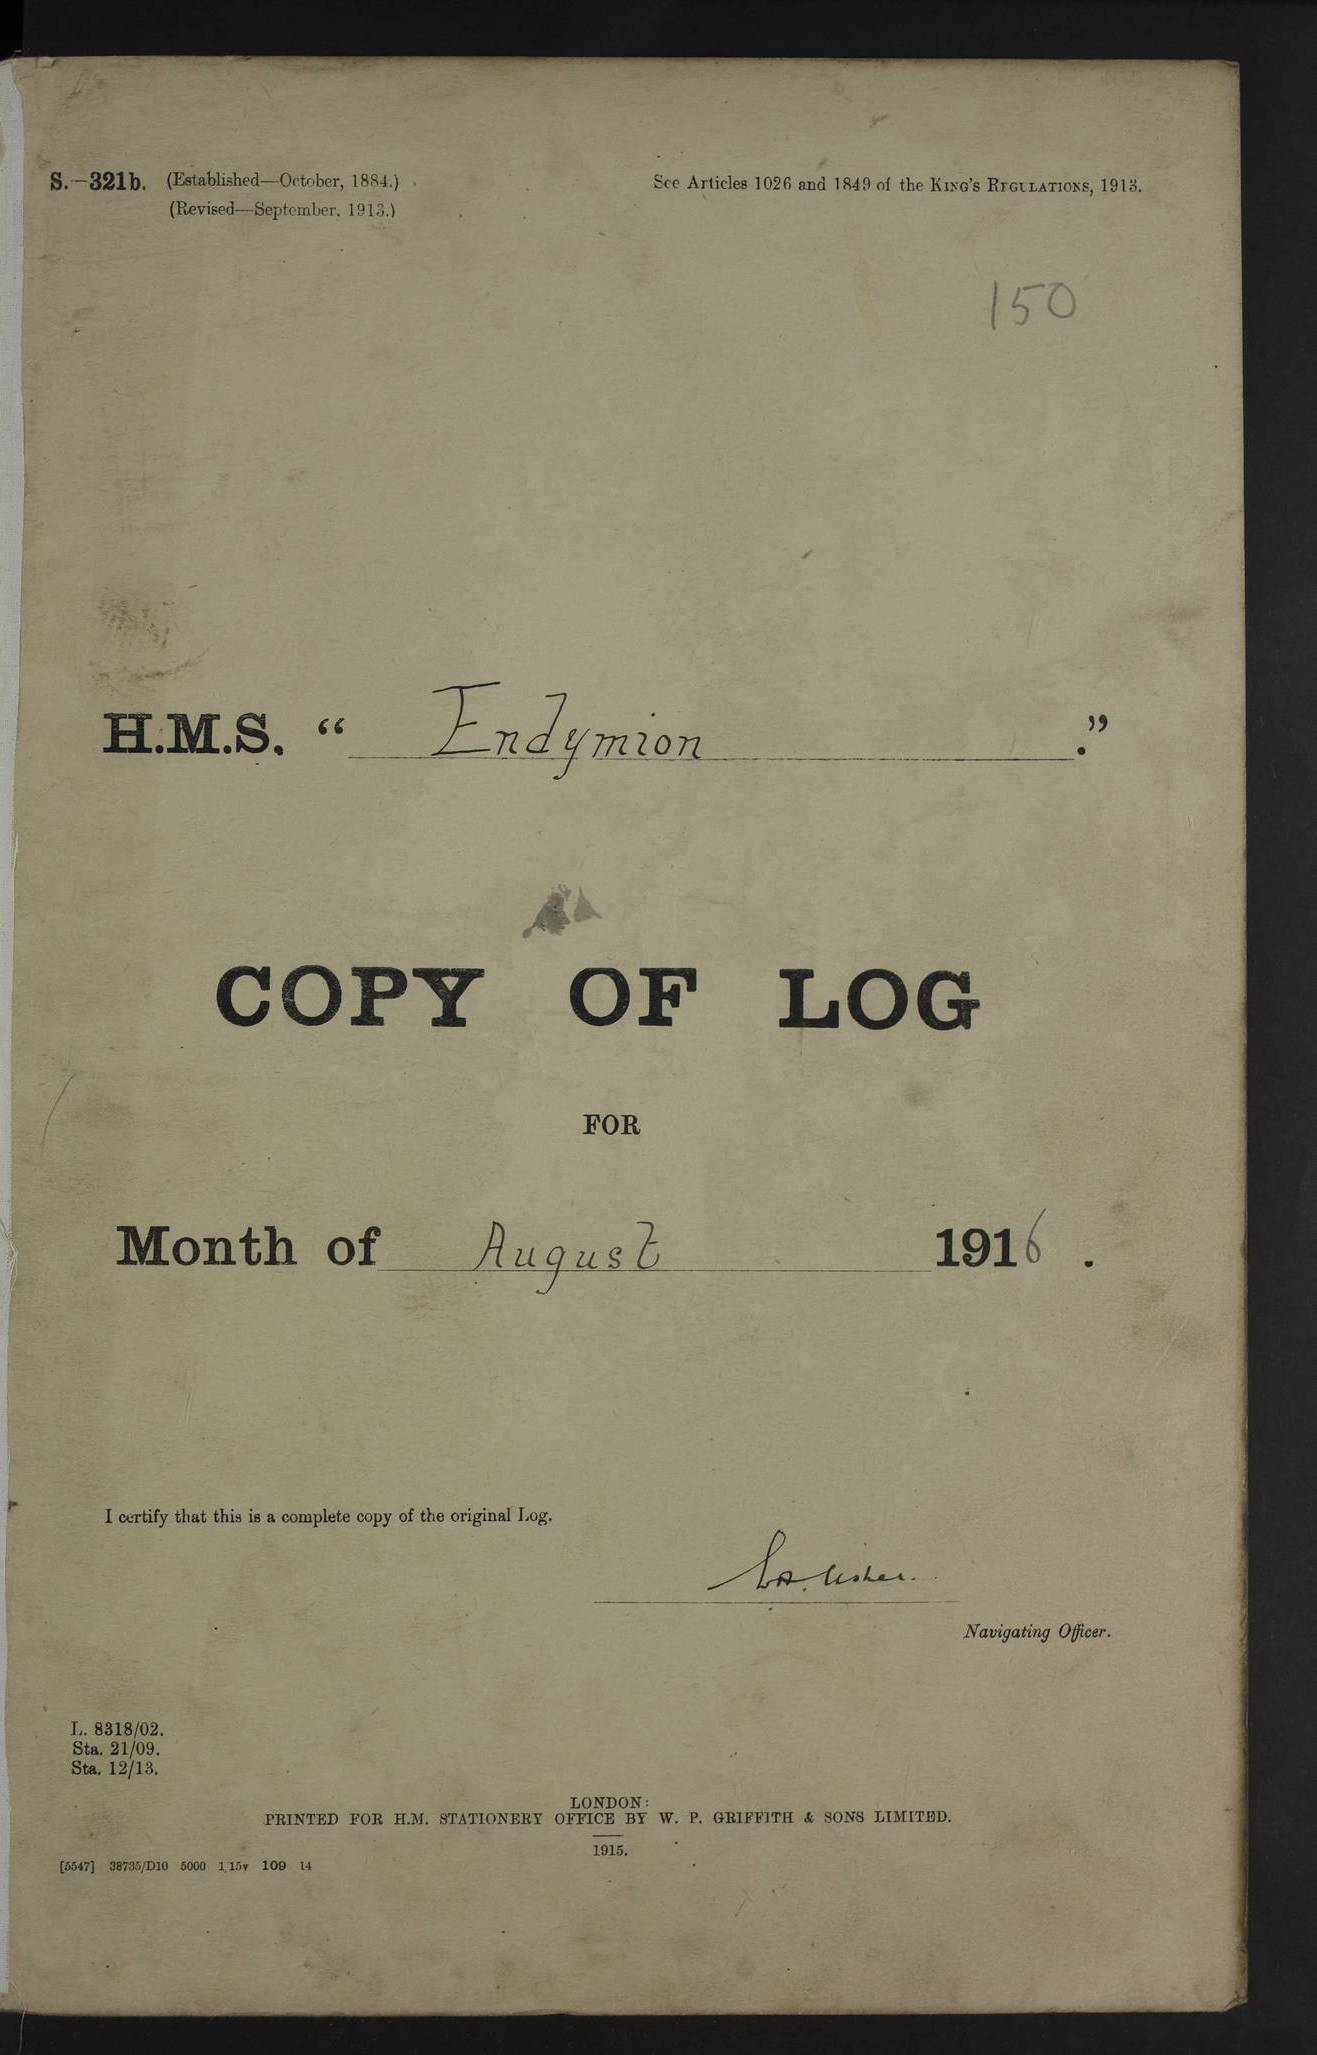 S.—321b. (Established—October, 1884.)
(Revised—September, 1913.)
See Articles 1026 and 1849 of the KING'S REGULATIONS, 1913.
150
H.M.S. “ Endymion .”
COPY OF LOG
FOR
Month of August 1916 .
I certify that this is a complete copy of the original Log.
Navigating Officer.
L. 8318/02.
Sta. 21/09.
Sta. 12/13.
LONDON:
PRINTED FOR H.M. STATIONERY OFFICE BY W. P. GRIFFITH & SONS LIMITED.
1915.
[5547] 38735/D10 5000 1/15v 109 14